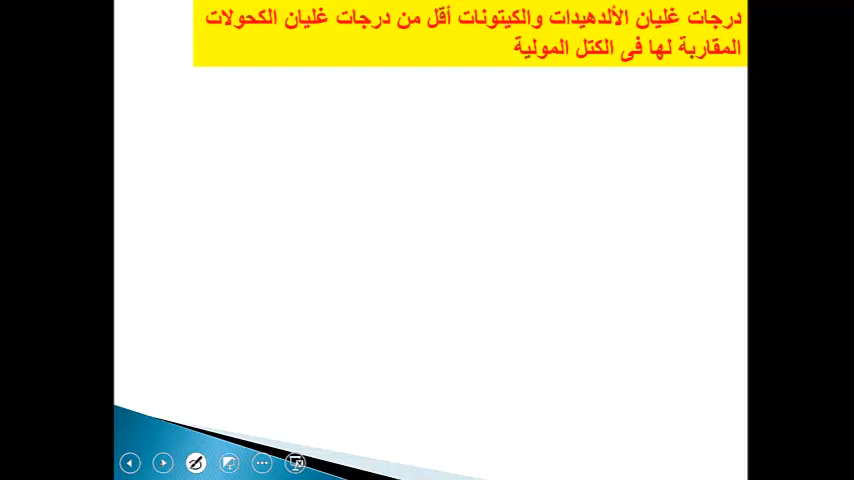 درجات غليان الألدهيدات والكيتونات أقل من درجات غليان الكحولات
المقاربة لها فى الكتل المولية